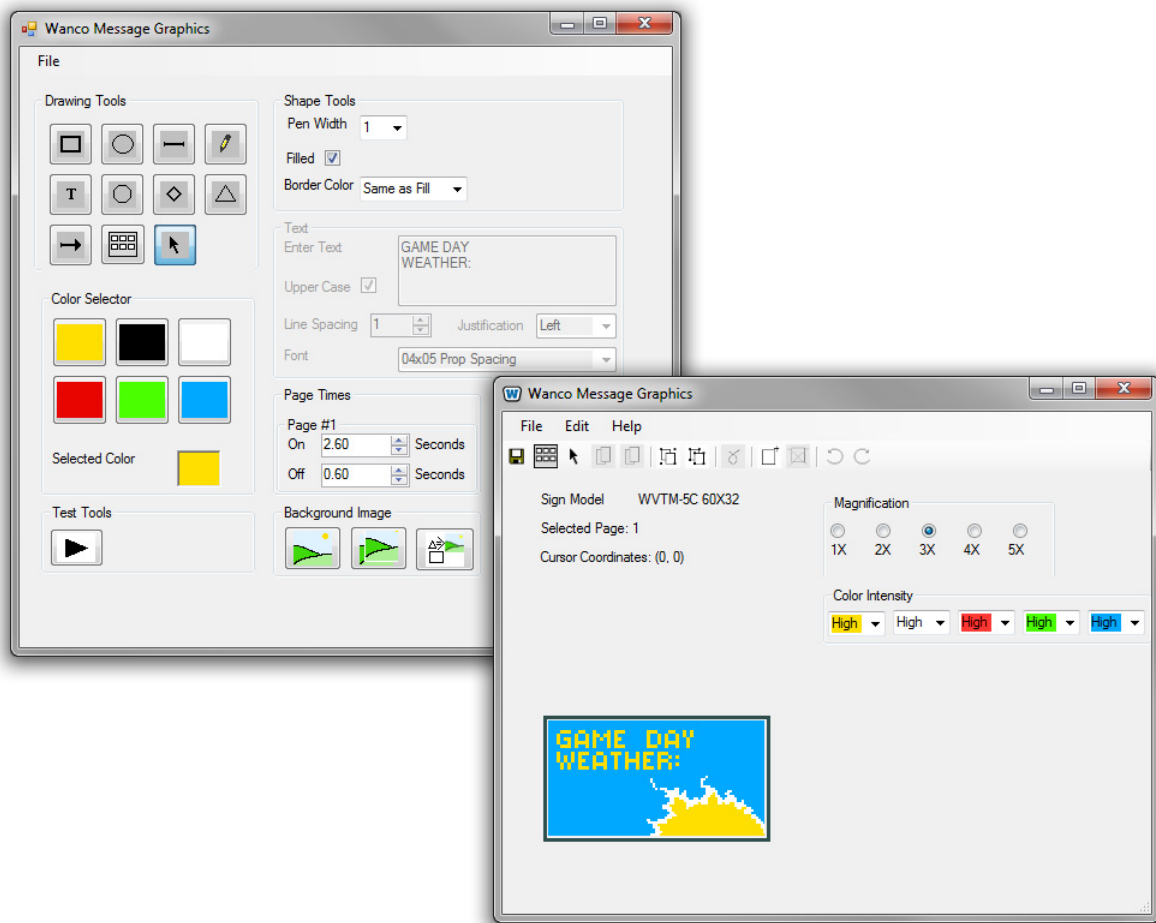 Wanco Message Graphics
File
Drawing Tools
T
Shape Tools
Pen Width 1
Filled
Border Color Same as Fill
Text
Enter Text GAME DAY
WEATHER:
Upper Case
Line Spacing 1 Justification Left
Font 04x05 Prop Spacing
Color Selector
Selected Color
Page Times
Page #1
On 2.60 Seconds
Off 0.60 Seconds
Test Tools
Background Image
W Wanco Message Graphics
File Edit Help
Sign Model WVTM-5C 60X32
Selected Page: 1
Cursor Coordinates: (0, 0)
Magnification
1X 2X 3X 4X 5X
Color Intensity
High High High High High
GAME DAY
WEATHER: